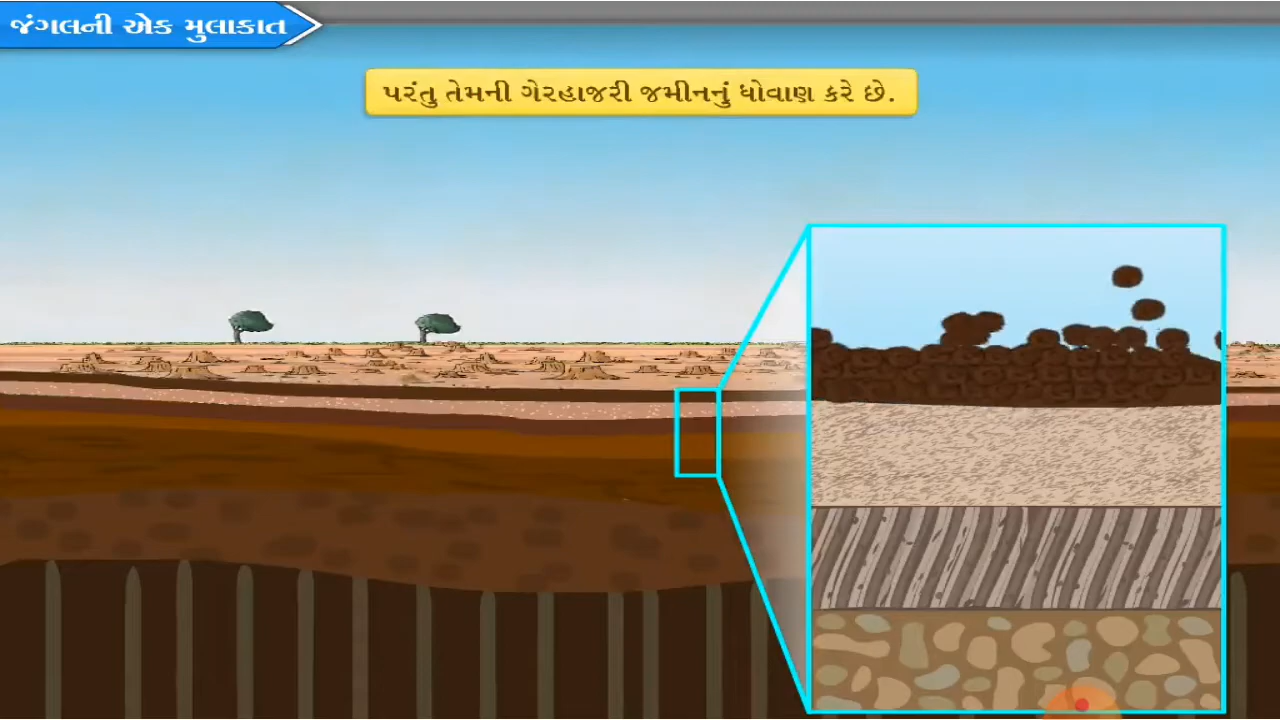 જંગલની એક મુલાકાત
પરંતુ તેમની ગેરહાજરી જમીનનું ધોવાણ કરે છે.